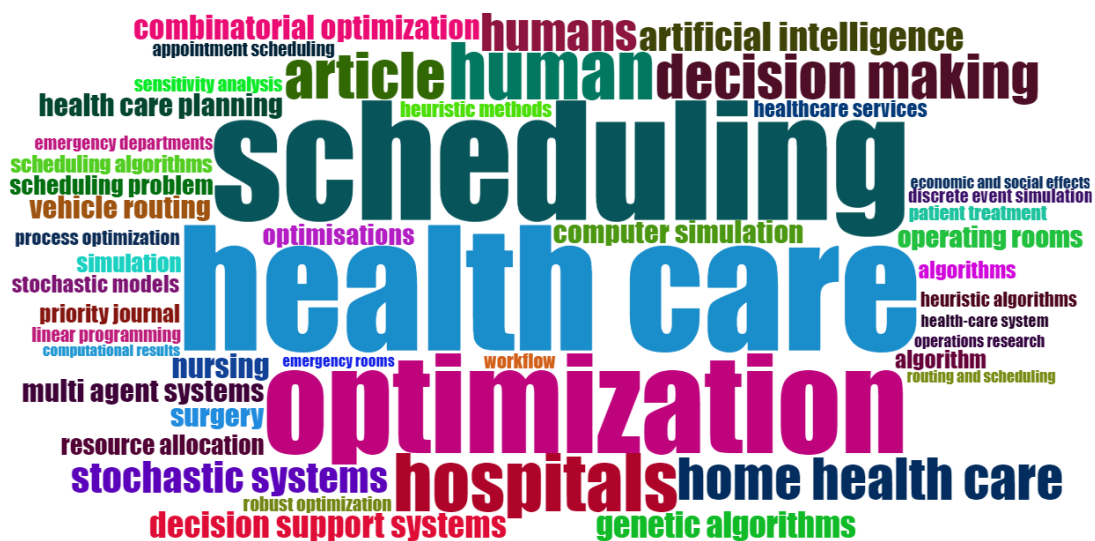 combinatorial optimization
humans
artificial intelligence
appointment scheduling
article
human
decision making
sensitivity analysis
health care planning
heuristic methods
healthcare services
scheduling
emergency departments
scheduling algorithms
scheduling problem
vehicle routing
economic and social effects
discrete event simulation
patient treatment
operating rooms
process optimization
optimisations
computer simulation
health care
simulation
stochastic models
algorithms
priority journal
heuristic algorithms
linear programming
health-care system
computational results
operations research
nursing
emergency rooms
workflow
algorithm
optimization
routing and scheduling
multi agent systems
surgery
resource allocation
stochastic systems
hospitals
home health care
robust optimization
decision support systems
genetic algorithms